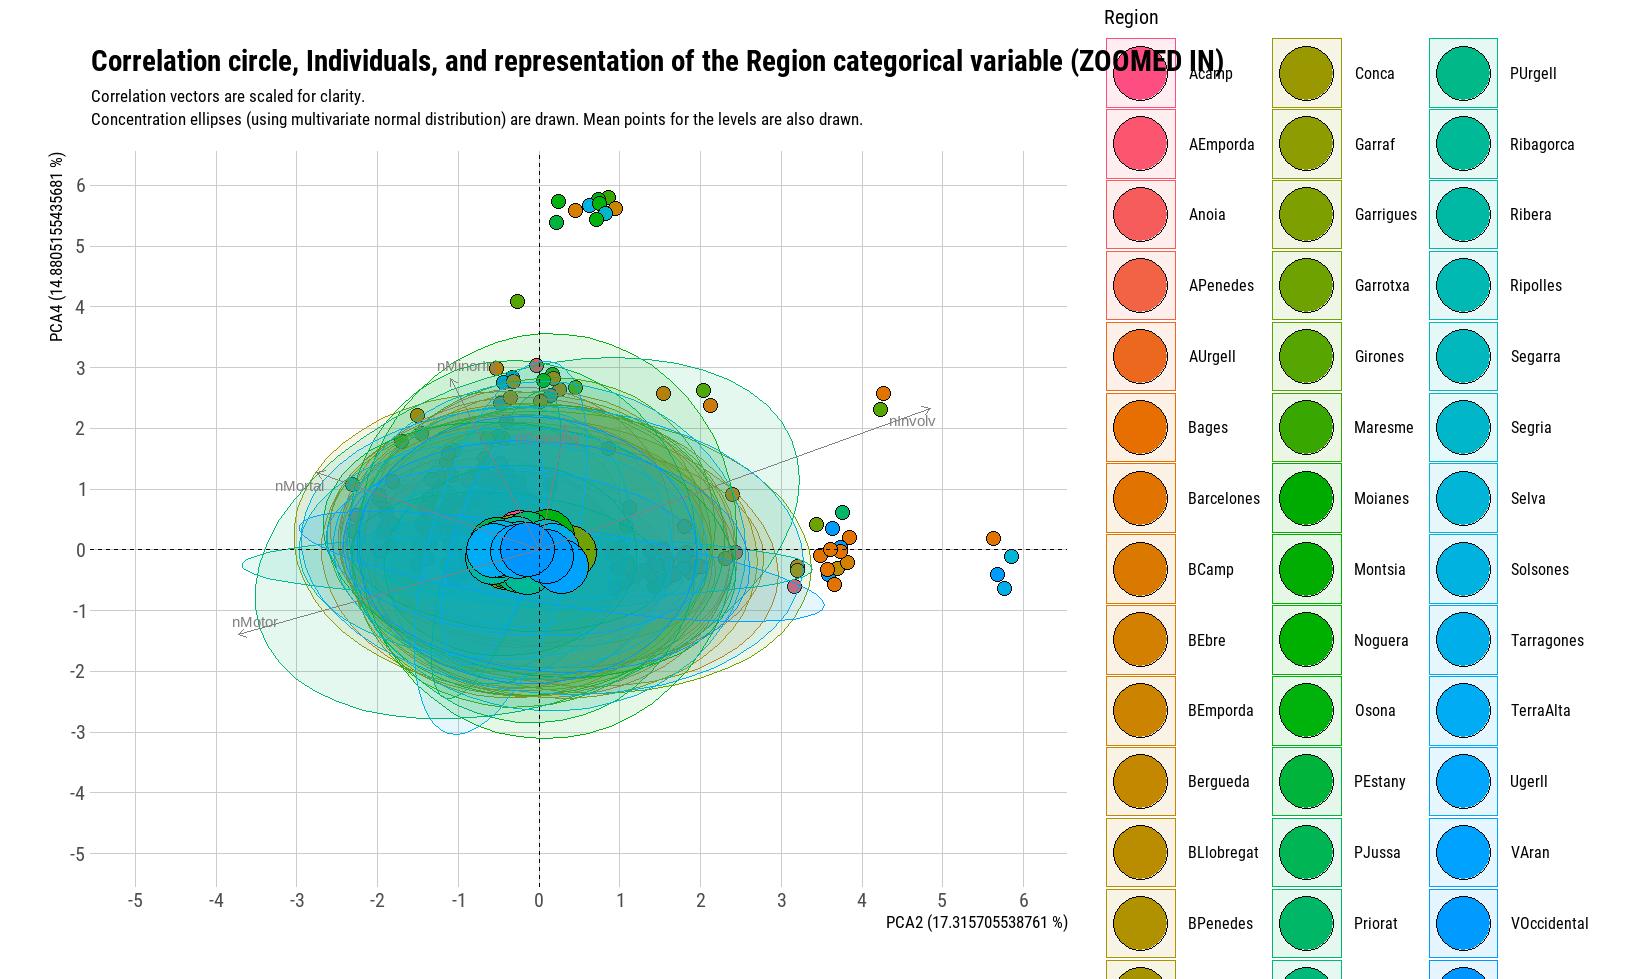 Region
Correlation circle, Individuals, and representation of the Region categorical variable (ZOOMED IN)
Correlation vectors are scaled for clarity.
Concentration ellipses (using multivariate normal distribution) are drawn. Mean points for the levels are also drawn.
PCA4 (14.8805155435681 %)
6
5
4
3
2
1
0
-1
-2
-3
-4
-5
nInvolv
nMortal
nMotor
-5
-4
-3
-2
-1
0
1
2
3
4
5
6
PCA2 (17.315705538761 %)
Acamp
AEmporda
Anoia
APenedes
AUrgell
Bages
Barcelones
BCamp
BEbre
BEmporda
Bergueda
BLlobregat
BPenedes
Conca
Garraf
Garrigues
Garrotxa
Girones
Maresme
Moianes
Montsia
Noguera
Osona
PEstany
PJussa
Priorat
PUrgell
Ribagorca
Ribera
Ripolles
Segarra
Segria
Selva
Solsones
Tarragones
TerraAlta
Ugerll
VAran
VOccidental